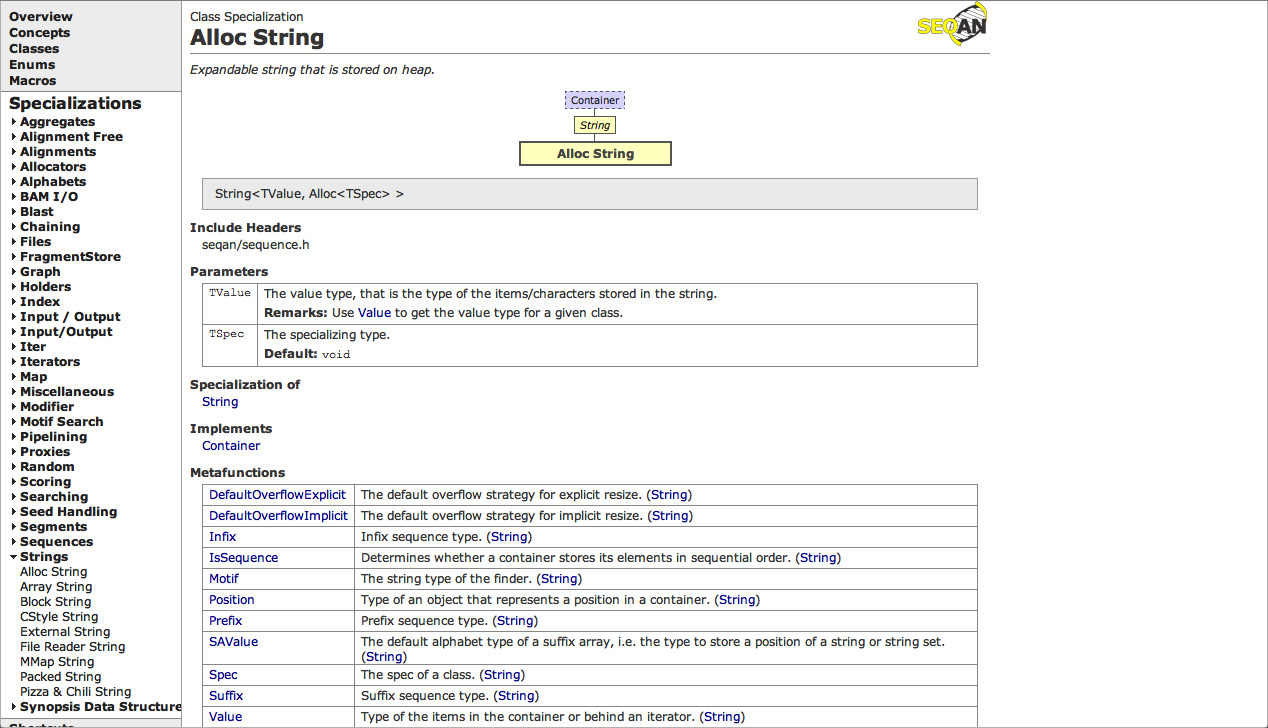 Overview
Concepts
Classes
Enums
Macros
Specializations
Aggregates
Alignment Free
Alignments
Allocators
Alphabets
BAM I/O
Blast
Chaining
Files
FragmentStore
Graph
Holders
Index
Input / Output
Input/Output
Iter
Iterators
Map
Miscellaneous
Modifier
Motif Search
Pipelining
Proxies
Random
Scoring
Searching
Seed Handling
Segments
Sequences
Strings
Alloc String
Array String
Block String
CStyle String
External String
File Reader String
MMap String
Packed String
Pizza & Chili String
Synopsis Data Structure
Shortcuts
Class Specialization
Alloc String
SEQAN
Expandable string that is stored on heap.
Container
String
Alloc String
String<TValue, Alloc<TSpec> >
Include Headers
seqan/sequence.h
Parameters
TValue The value type, that is the type of the items/characters stored in the string.
Remarks: Use Value to get the value type for a given class.
TSpec The specializing type.
Default: void
Specialization of
String
Implements
Container
Metafunctions
DefaultOverflowExplicit The default overflow strategy for explicit resize. (String)
DefaultOverflowImplicit The default overflow strategy for implicit resize. (String)
Infix Infix sequence type. (String)
IsSequence Determines whether a container stores its elements in sequential order. (String)
Motif The string type of the finder. (String)
Position Type of an object that represents a position in a container. (String)
Prefix Prefix sequence type. (String)
SAValue The default alphabet type of a suffix array, i.e. the type to store a position of a string or string set.
(String)
Spec The spec of a class. (String)
Suffix Suffix sequence type. (String)
Value Type of the items in the container or behind an iterator. (String)